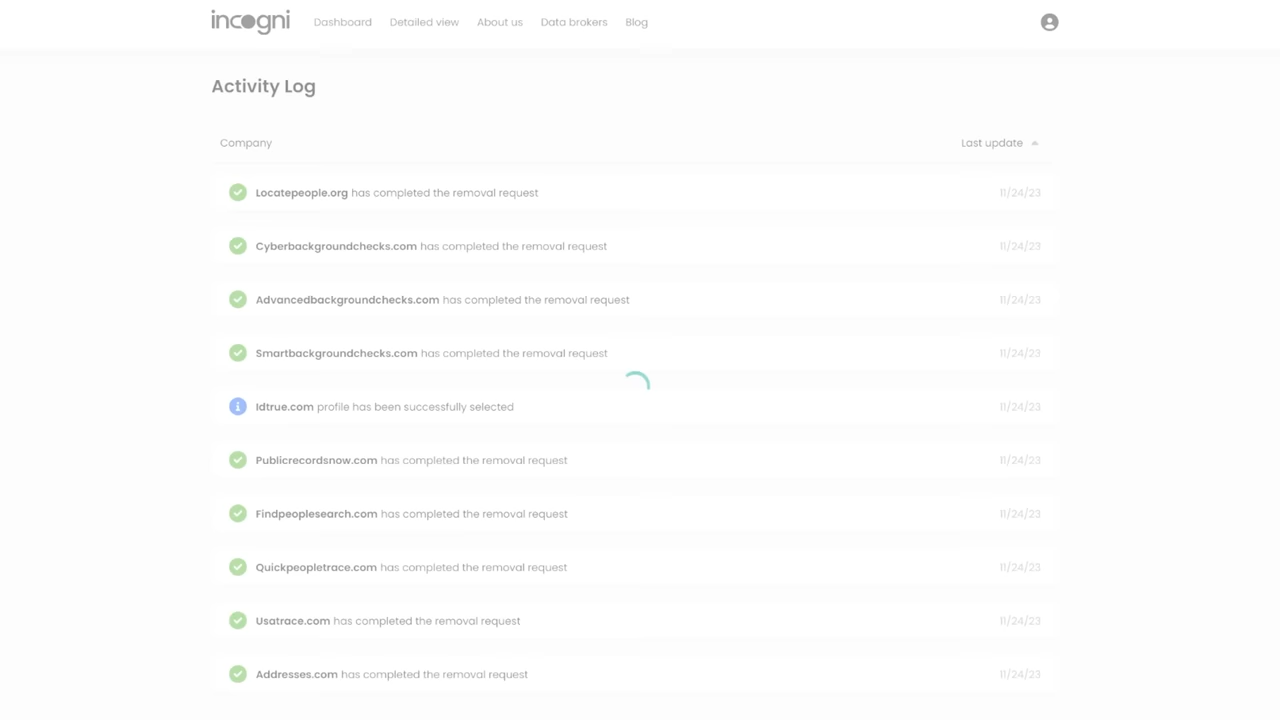 incogni Dashboard Detailed view About us Data brokers Blog
Activity Log
Company Last update
Locatepeople.org has completed the removal request 11/24/23
Cyberbackgroundchecks.com has completed the removal request 11/24/23
Advancedbackgroundchecks.com has completed the removal request 11/24/23
Smartbackgroundchecks.com has completed the removal request 11/24/23
Idtrue.com profile has been successfully selected 11/24/23
Publicrecordsnow.com has completed the removal request 11/24/23
Findpeoplesearch.com has completed the removal request 11/24/23
Quickpeopletrace.com has completed the removal request 11/24/23
Usatrace.com has completed the removal request 11/24/23
Addresses.com has completed the removal request 11/24/23